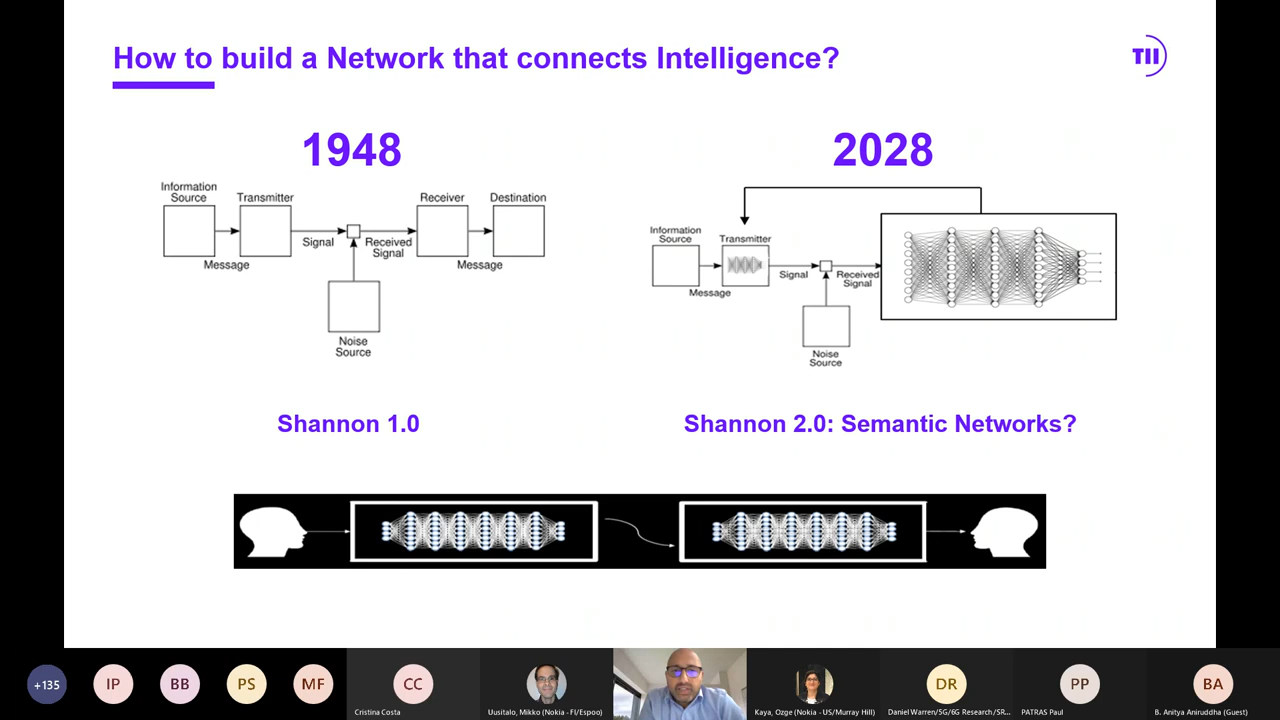 How to build a Network that connects Intelligence?
TII
1948
Information
Source
Transmitter
Receiver
Destination
Signal
Received
Signal
Message
Message
Noise
Source
Shannon 1.0
2028
Information
Source
Transmitter
Signal
Received
Signal
Message
Noise
Source
Shannon 2.0: Semantic Networks?
+135
IP
BB
PS
MF
CC
Cristina Costa
Uusitalo, Mikko (Nokia - FI/Espoo)
Kaya, Ozge (Nokia - US/Murray Hill)
DR
Daniel Warren/5G/6G Research/SR...
PP
PATRAS Paul
BA
B. Anitya Aniruddha (Guest)